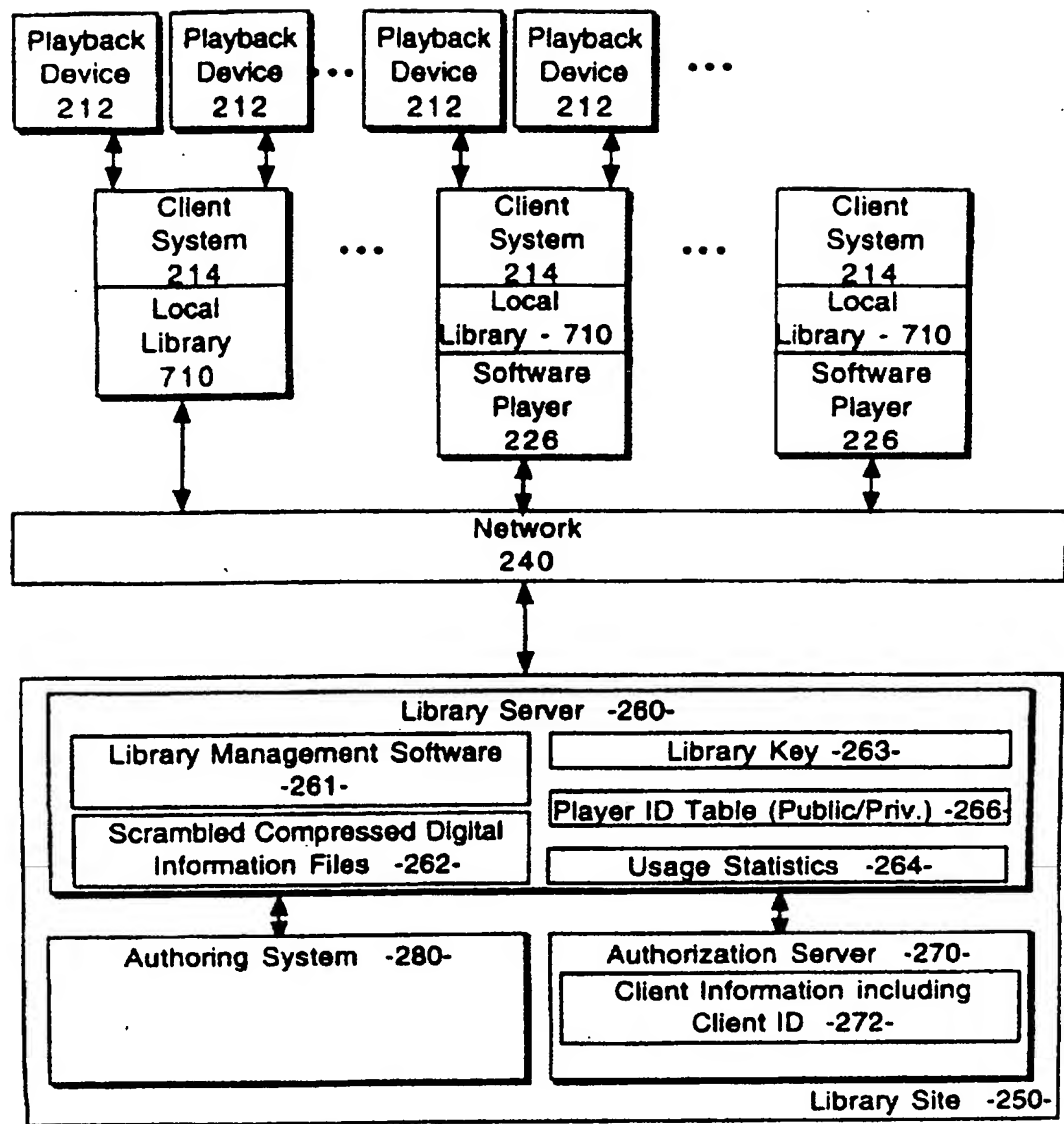 Playback
Device
212
Playback
Device
212
...
Playback
Device
212
Playback
Device
212
...
Client
System
214
Local
Library
710
...
Client
System
214
Local
Library - 710
Software
Player
226
...
Client
System
214
Local
Library - 710
Software
Player
226
Network
240
Library Server -260-
Library Management Software
-261-
Scrambled Compressed Digital
Information Files -262-
Library Key -263-
Player ID Table (Public/Priv.) -266-
Usage Statistics -264-
Authoring System -280-
Authorization Server -270-
Client Information including
Client ID -272-
Library Site -250-